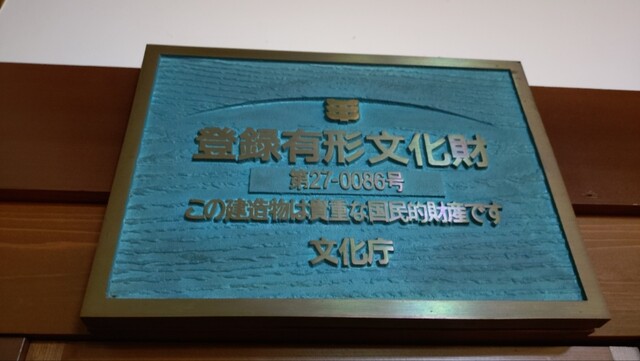 登録有形文化財
第27-0086号
この建造物は貴重な国民的財産です
文化庁